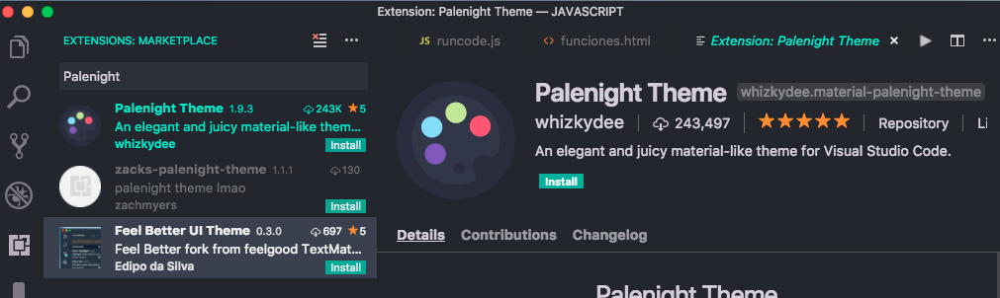 Extension: Palenight Theme — JAVASCRIPT
EXTENSIONS: MARKETPLACE
JS runcode.js
<> funciones.html
Extension: Palenight Theme
Palenight
Palenight Theme 1.9.3 243K ★5
An elegant and juicy material-like them...
whizkydee Install
zacks-palenight-theme 1.1.1 130
palenight theme lmao
zachmyers Install
Feel Better UI Theme 0.3.0 697 ★5
Feel Better fork from feelgood TextMat...
Edipo da Silva Install
Palenight Theme whizkydee.material-palenight-theme
whizkydee | 243,497 | ★★★★★ | Repository | Li
An elegant and juicy material-like theme for Visual Studio Code.
Install
Details Contributions Changelog
Palenight Theme